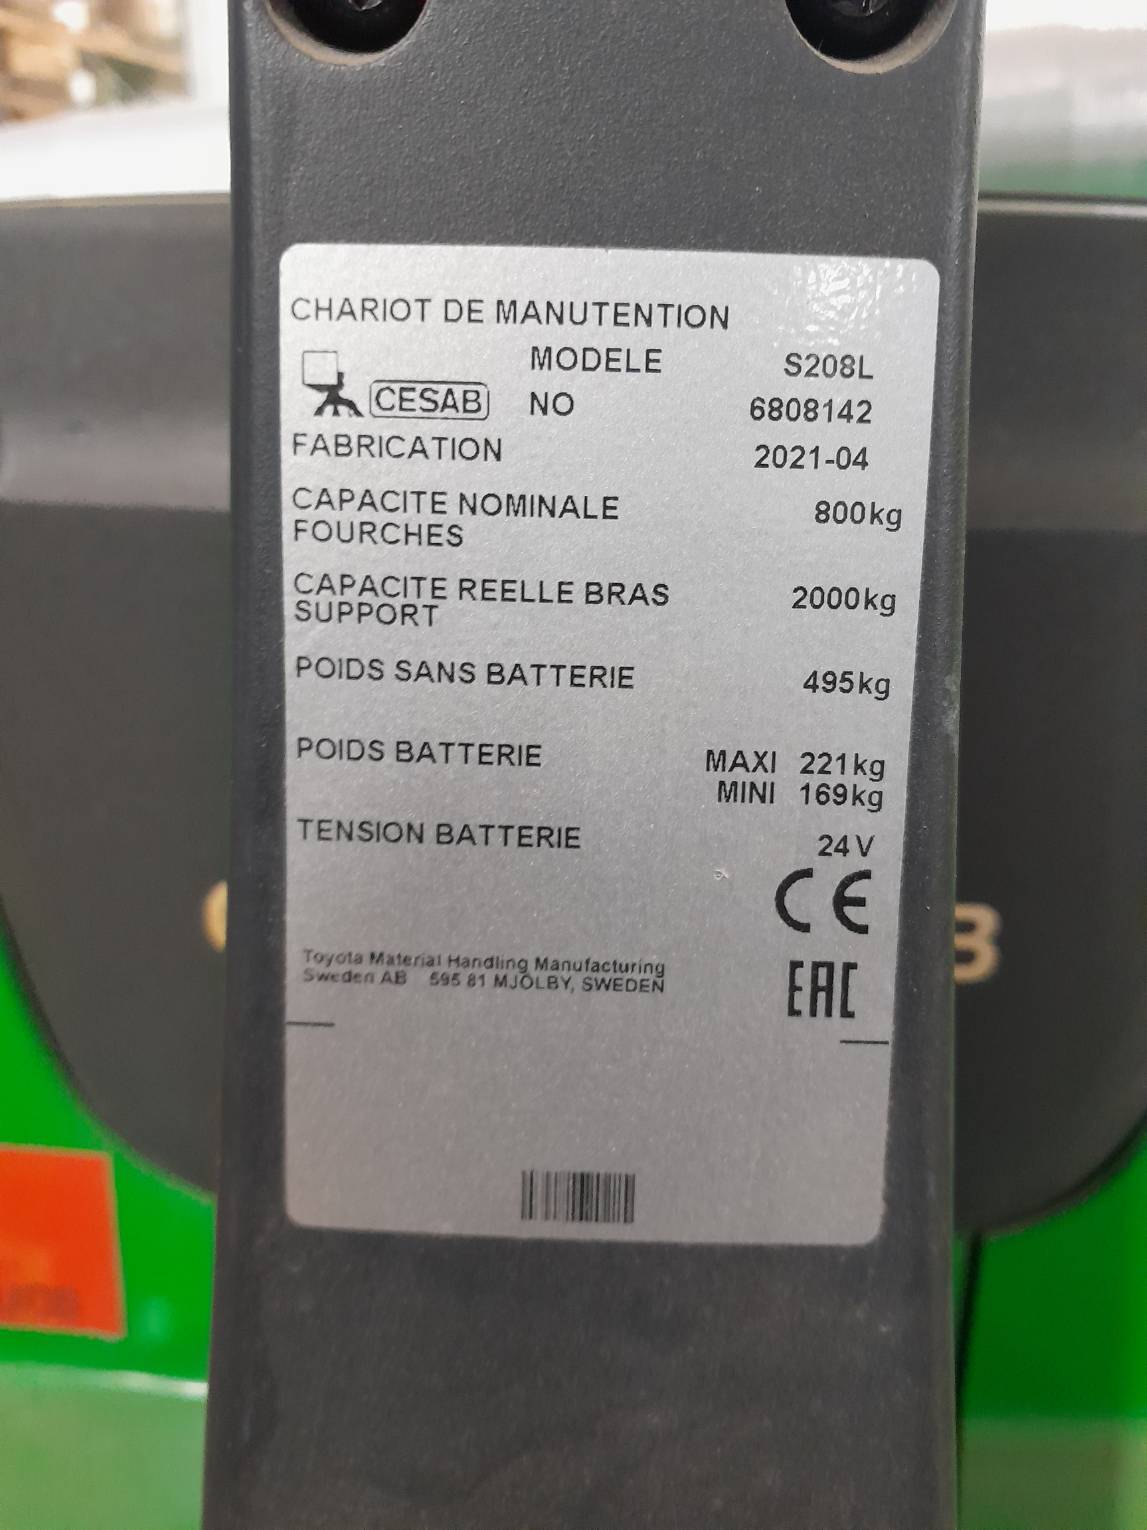 CHARIOT DE MANUTENTION
MODELE S208L
CESAB NO 6808142
FABRICATION 2021-04
CAPACITE NOMINALE 800kg
FOURCHES
CAPACITE REELLE BRAS 2000kg
SUPPORT
POIDS SANS BATTERIE 495kg
POIDS BATTERIE MAXI 221kg
MINI 169kg
TENSION BATTERIE 24V
CE
Toyota Material Handling Manufacturing
Sweden AB 595 81 MJÖLBY, SWEDEN
EAC